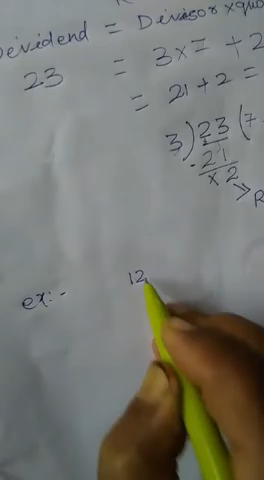 Dividend = Divisor × quo
23 = 3 × 7 + 2
= 21 + 2 =
3) 23 (7
- 21
× 2
→ R
ex:- 12